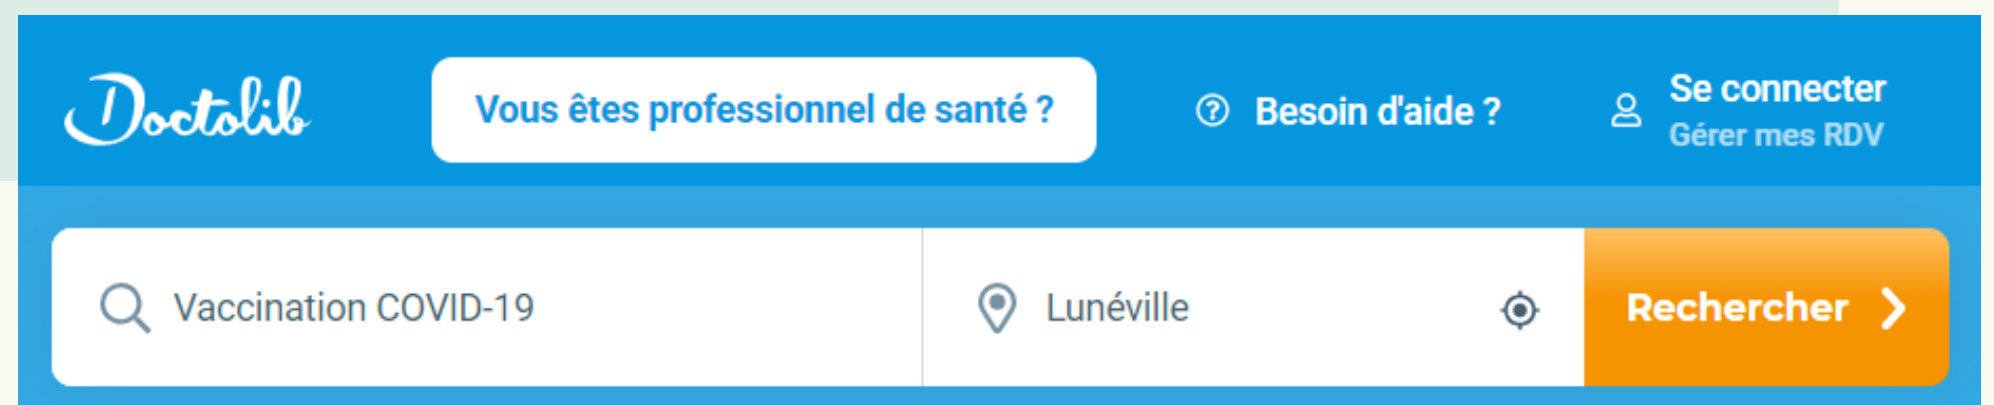 Doctolib
Vous êtes professionnel de santé ?
Besoin d'aide ?
Se connecter
Gérer mes RDV
Vaccination COVID-19
Lunéville
Rechercher